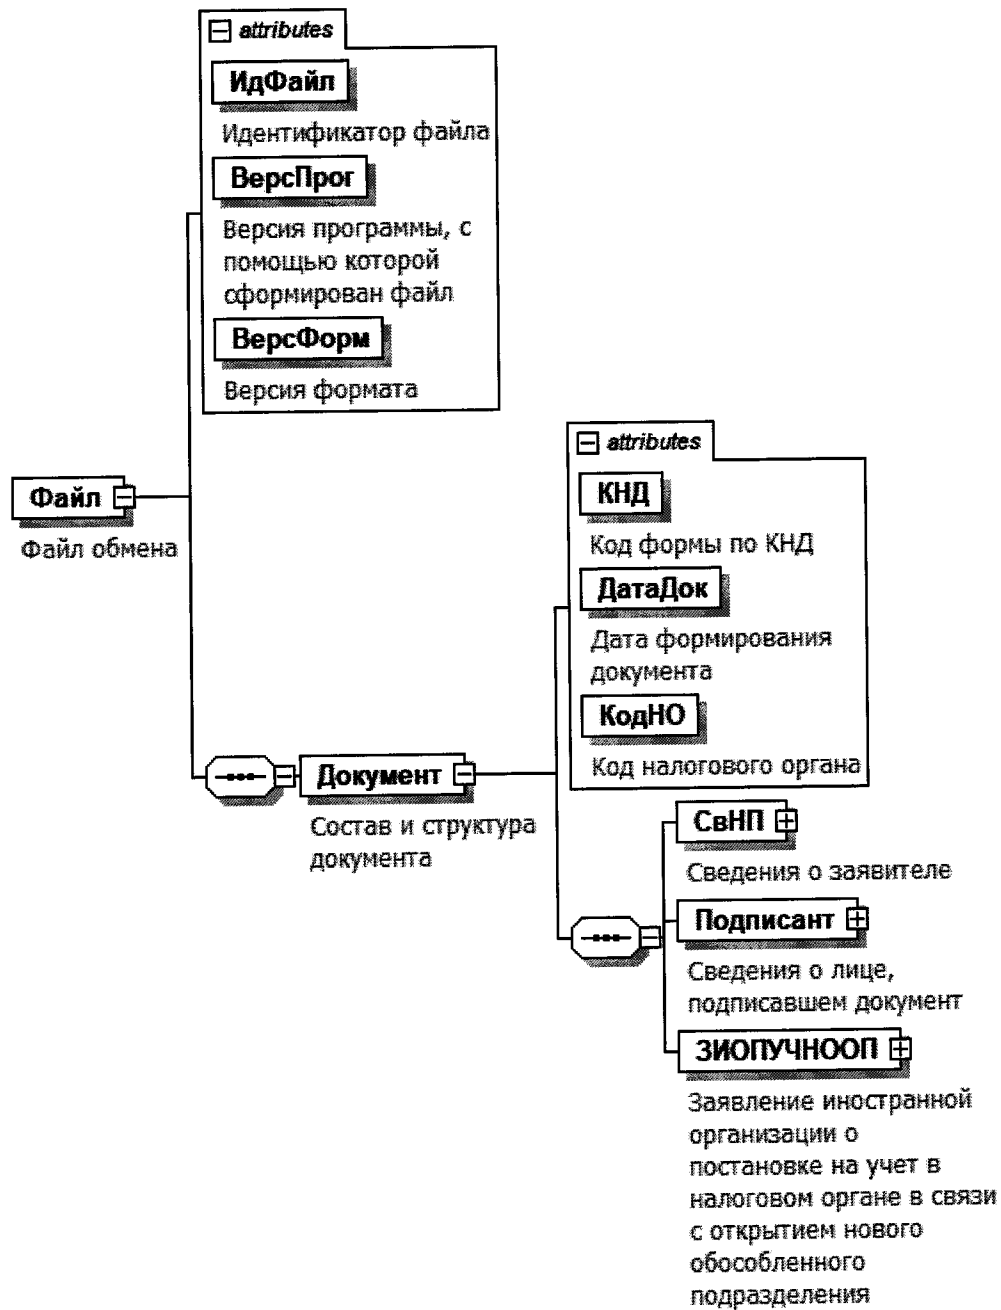 attributes
ИдФайл
Идентификатор файла
ВерсПрог
Версия программы, с
помощью которой
сформирован файл
ВерсФорм
Версия формата
Файл
Файл обмена
attributes
КНД
Код формы по КНД
ДатаДок
Дата формирования
документа
КодНО
Код налогового органа
Документ
Состав и структура
документа
СвНП
Сведения о заявителе
Подписант
Сведения о лице,
подписавшем документ
ЗИОПУЧНООП
Заявление иностранной
организации о
постановке на учет в
налоговом органе в связи
с открытием нового
обособленного
подразделения